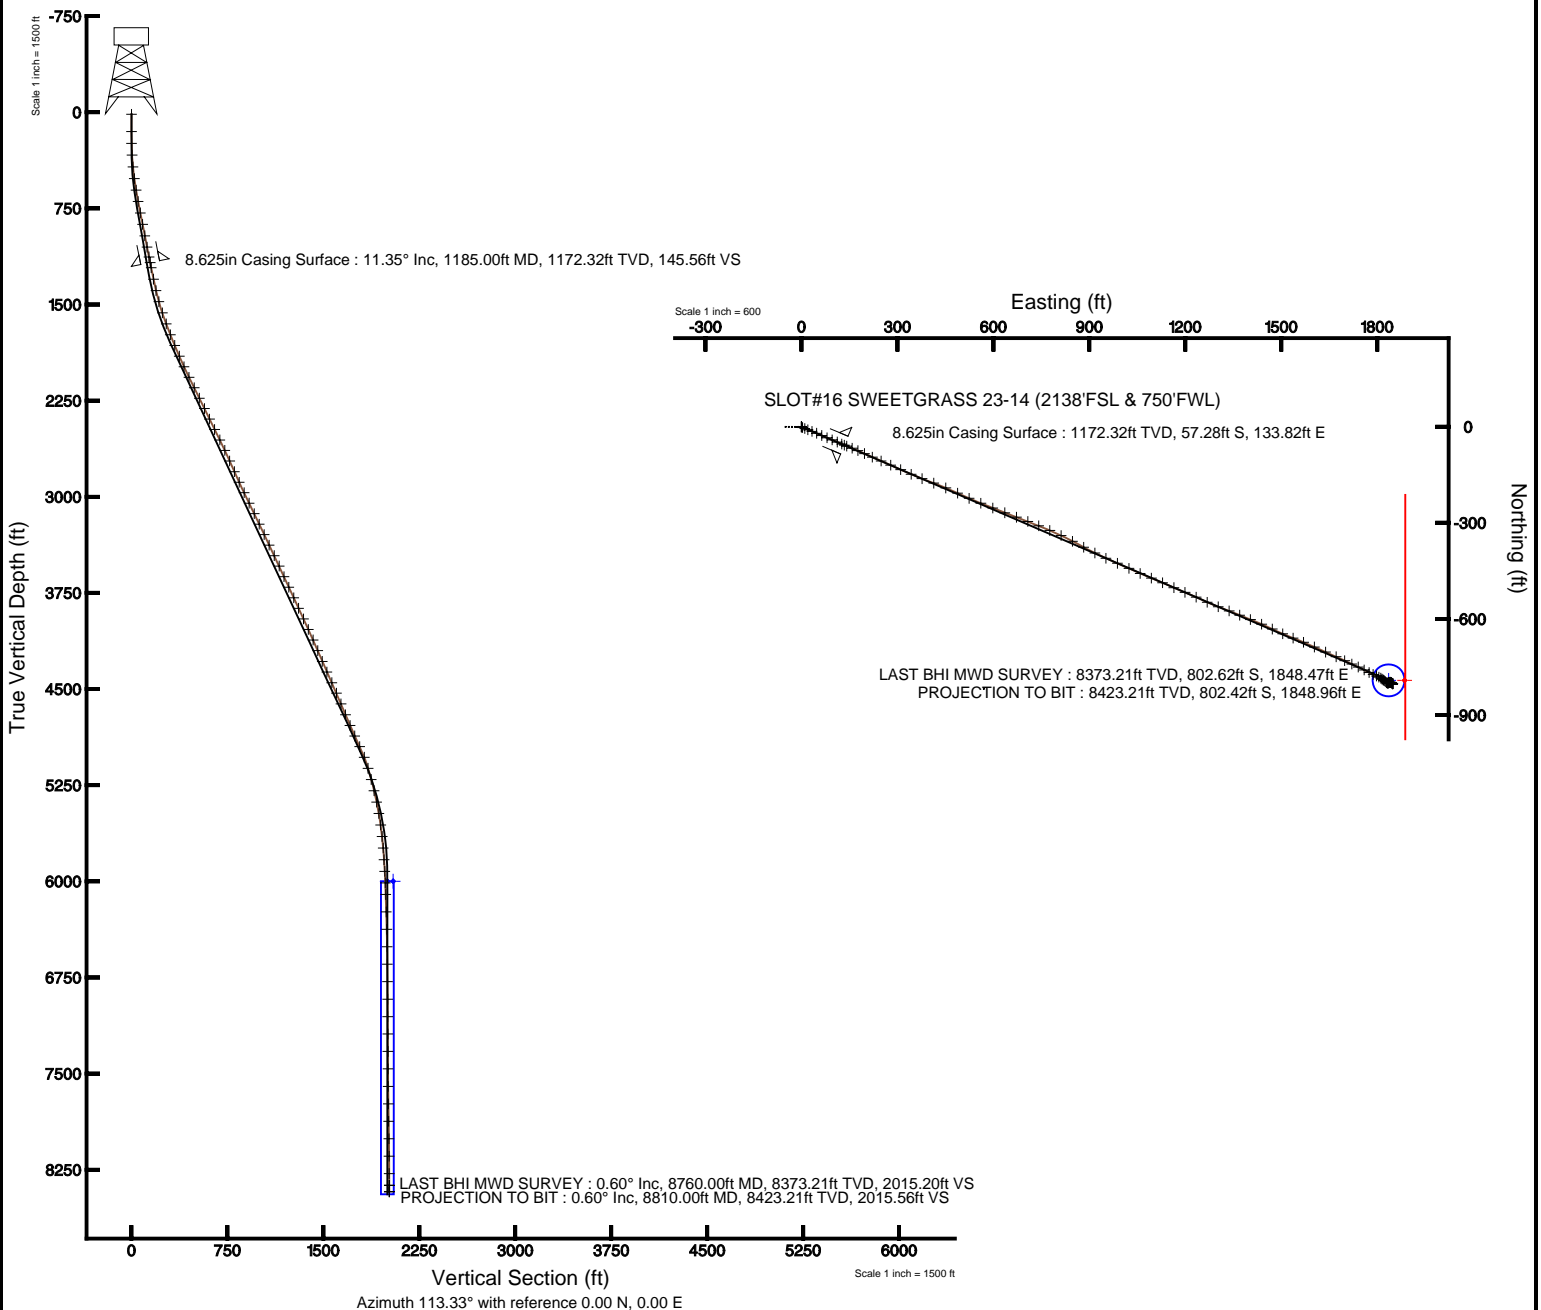 Scale 1 inch = 1500 ft
-750
0
750
1500
2250
3000
3750
4500
5250
6000
6750
7500
8250
True Vertical Depth (ft)
8.625in Casing Surface : 11.35° Inc, 1185.00ft MD, 1172.32ft TVD, 145.56ft VS
LAST BHI MWD SURVEY : 0.60° Inc, 8760.00ft MD, 8373.21ft TVD, 2015.20ft VS
PROJECTION TO BIT : 0.60° Inc, 8810.00ft MD, 8423.21ft TVD, 2015.56ft VS
0 750 1500 2250 3000 3750 4500 5250 6000
Vertical Section (ft)
Scale 1 inch = 1500 ft
Azimuth 113.33° with reference 0.00 N, 0.00 E
Easting (ft)
Scale 1 inch = 600
-300 0 300 600 900 1200 1500 1800
SLOT#16 SWEETGRASS 23-14 (2138'FSL & 750'FWL)
8.625in Casing Surface : 1172.32ft TVD, 57.28ft S, 133.82ft E
LAST BHI MWD SURVEY : 8373.21ft TVD, 802.62ft S, 1848.47ft E
PROJECTION TO BIT : 8423.21ft TVD, 802.42ft S, 1848.96ft E
0
-300
-600
-900
Northing (ft)